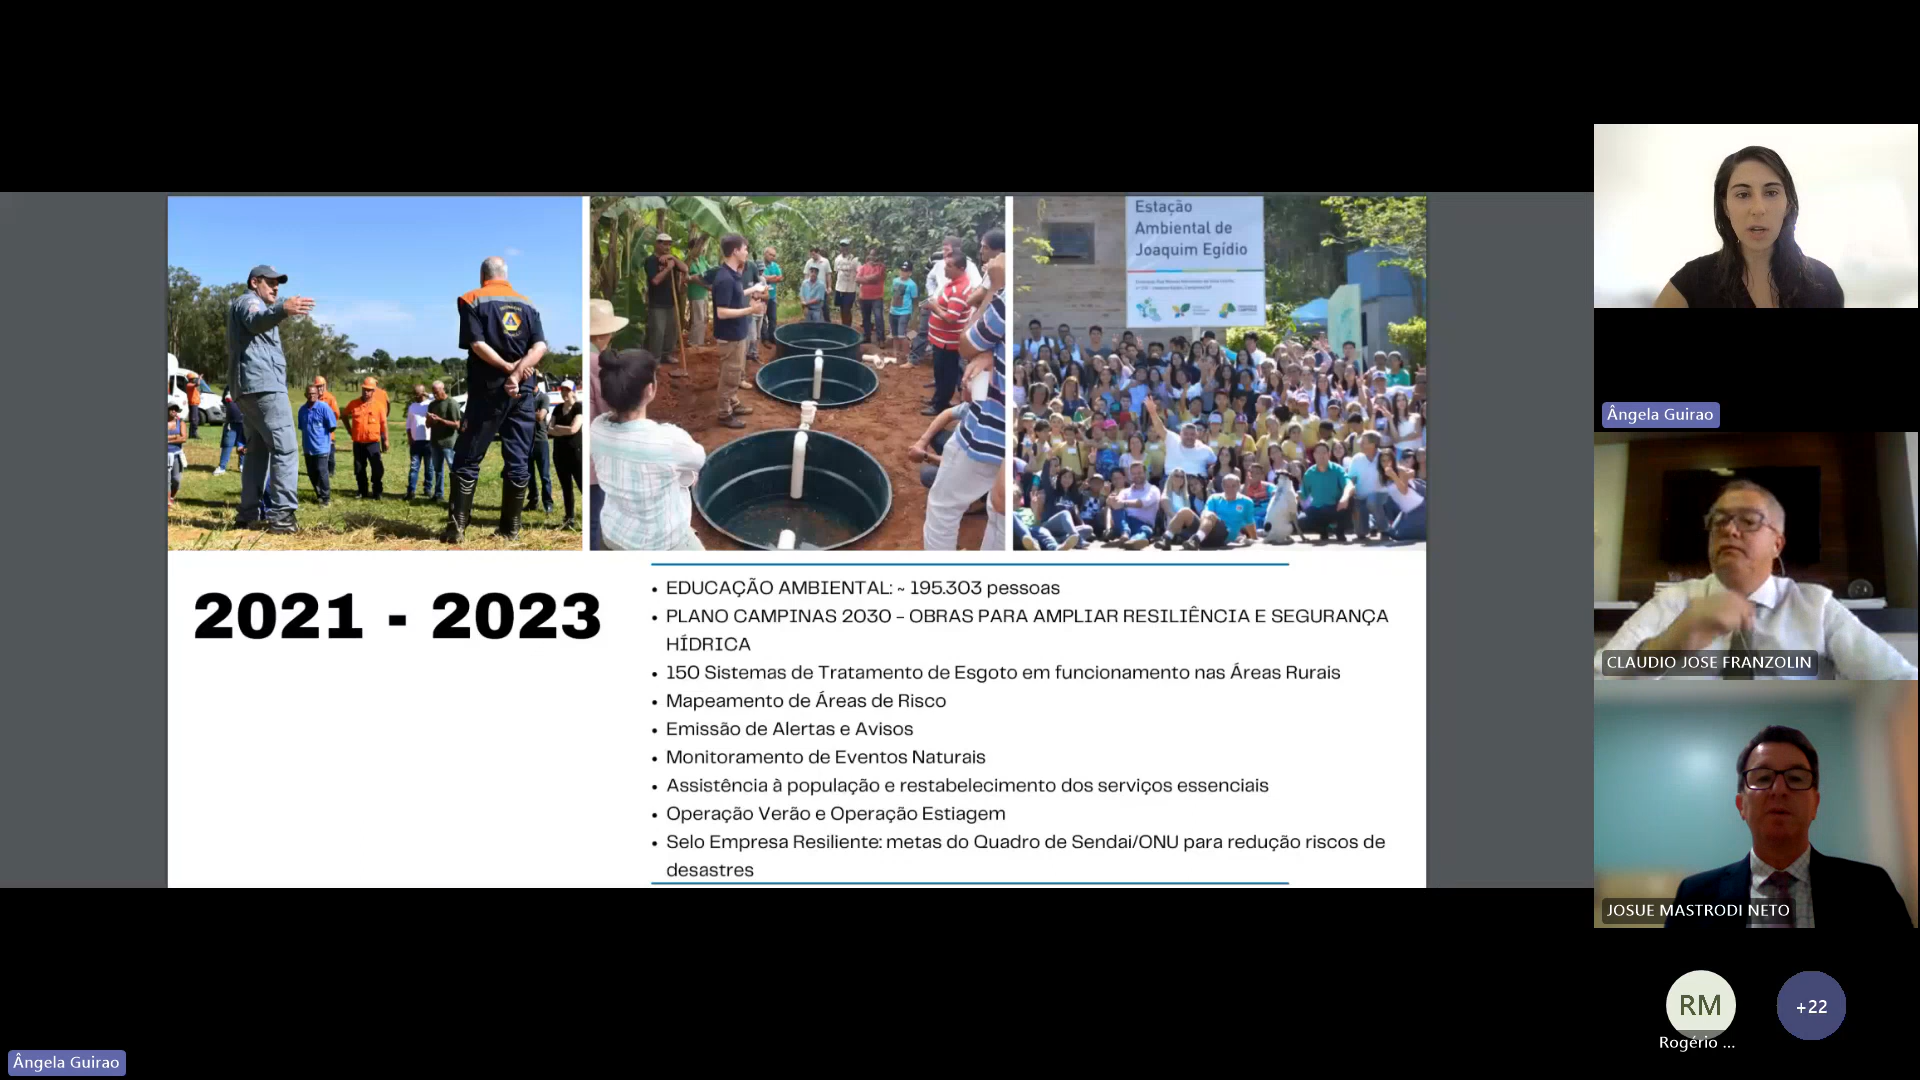 Estação
Ambiental de
Joaquim Egídio
2021 - 2023
• EDUCAÇÃO AMBIENTAL: ~ 195.303 pessoas
• PLANO CAMPINAS 2030 - OBRAS PARA AMPLIAR RESILIÊNCIA E SEGURANÇA
HÍDRICA
• 150 Sistemas de Tratamento de Esgoto em funcionamento nas Áreas Rurais
• Mapeamento de Áreas de Risco
• Emissão de Alertas e Avisos
• Monitoramento de Eventos Naturais
• Assistência à população e restabelecimento dos serviços essenciais
• Operação Verão e Operação Estiagem
• Selo Empresa Resiliente: metas do Quadro de Sendai/ONU para redução riscos de
desastres
Ângela Guirao
CLAUDIO JOSE FRANZOLIN
JOSUE MASTRODI NETO
RM
+22
Rogério ...
Ângela Guirao